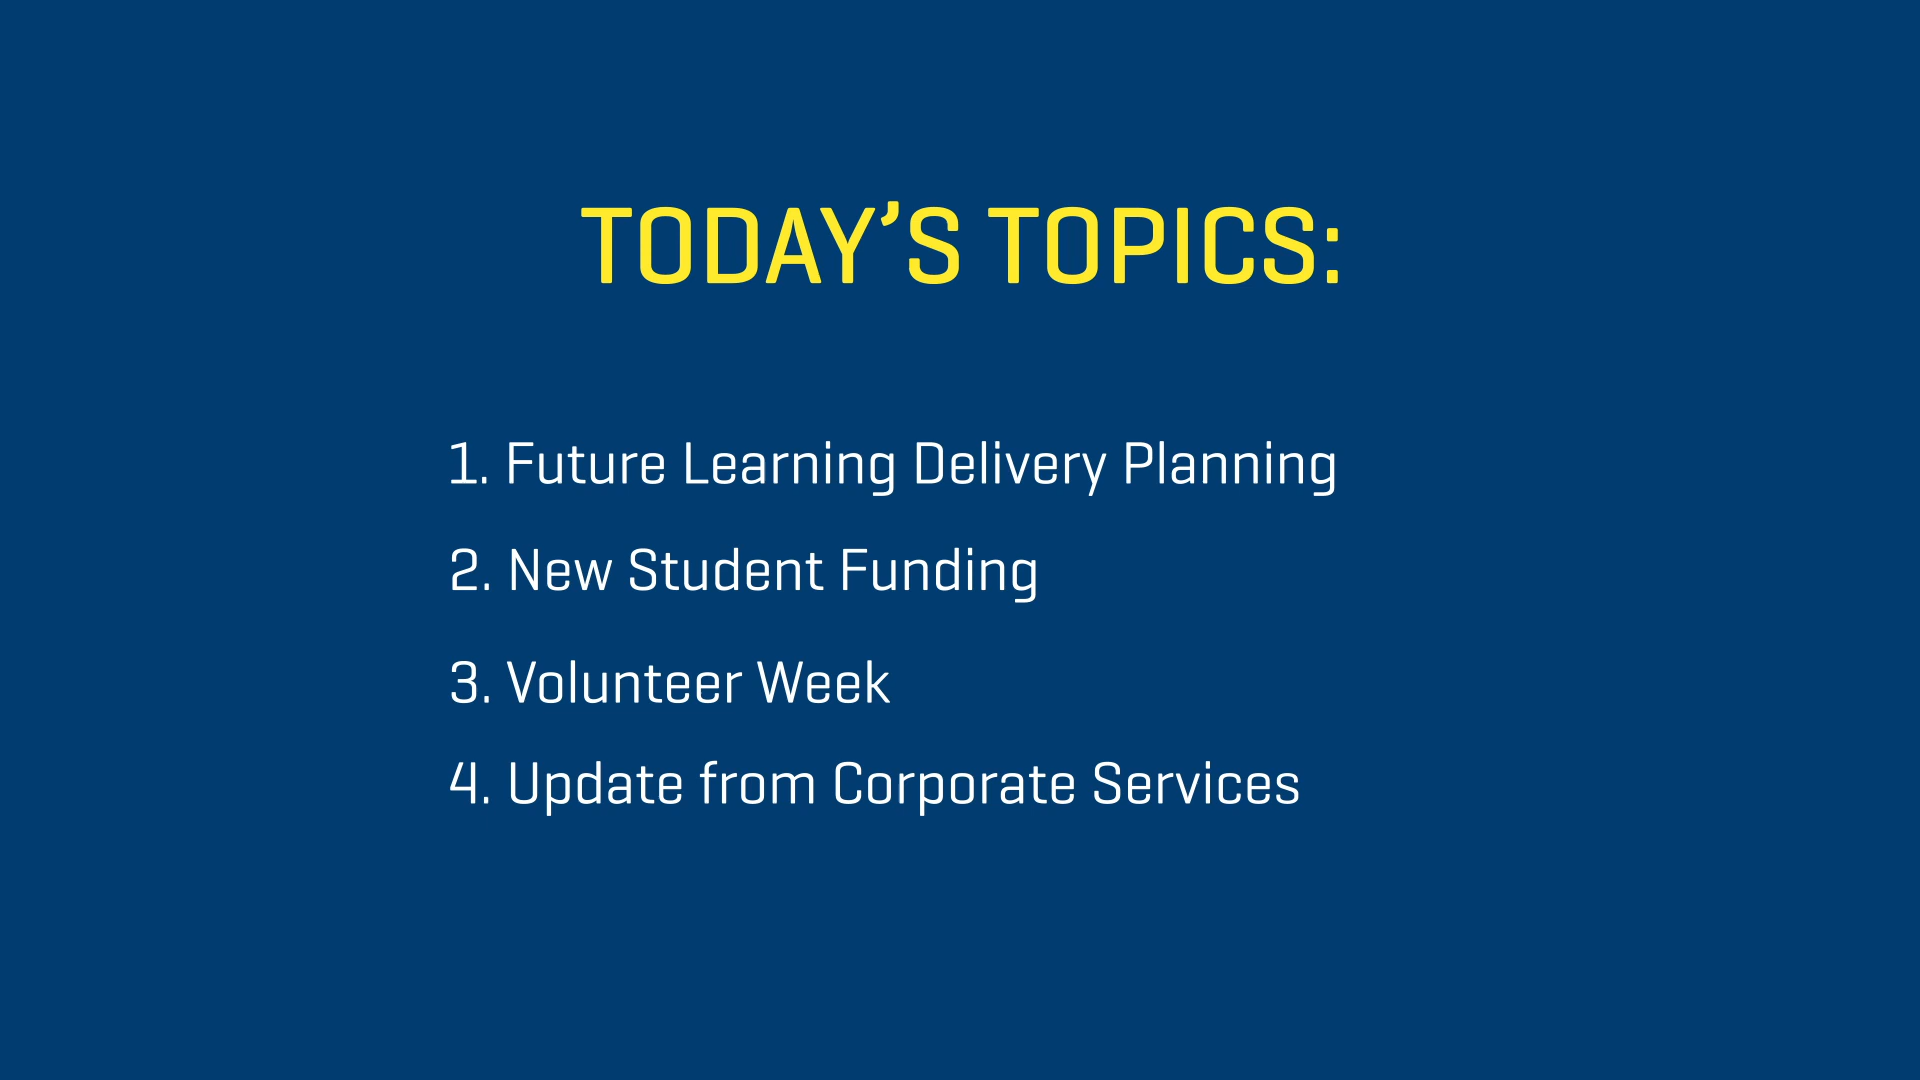 TODAY’S TOPICS:
1. Future Learning Delivery Planning
2. New Student Funding
3. Volunteer Week
4. Update from Corporate Services